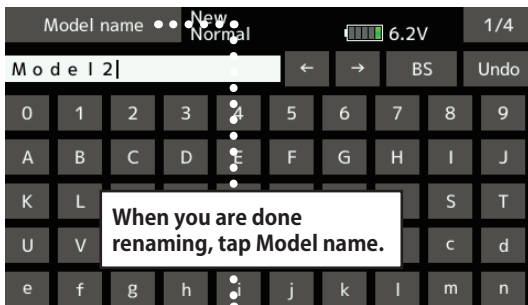 Model name New Normal 6.2V 1/4
Model2 ← → BS Undo
0 1 2 3 4 5 6 7 8 9
A B C D E F G H I J
K L S T
When you are done
renaming, tap Model name.
U V c d
e f g h i j k l m n